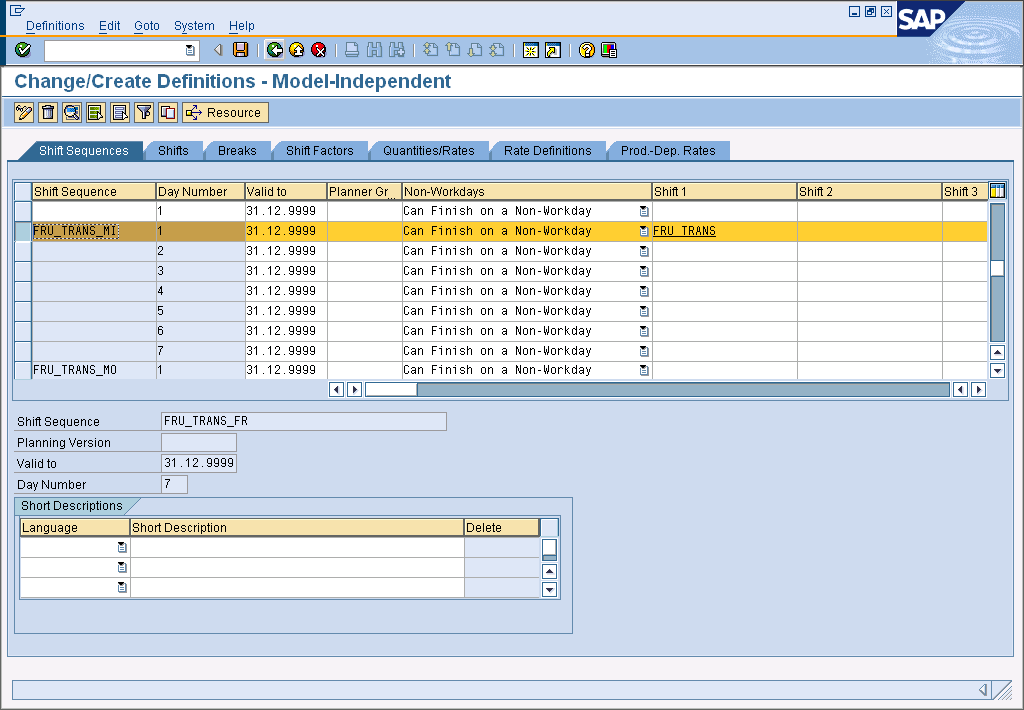 Definitions Edit Goto System Help
SAP
Change/Create Definitions - Model-Independent
Resource
Shift Sequences Shifts Breaks Shift Factors Quantities/Rates Rate Definitions Prod.-Dep. Rates
Shift Sequence Day Number Valid to Planner Gr... Non-Workdays Shift 1 Shift 2 Shift 3
1 31.12.9999 Can Finish on a Non-Workday
FRU_TRANS_MI 1 31.12.9999 Can Finish on a Non-Workday FRU_TRANS
2 31.12.9999 Can Finish on a Non-Workday
3 31.12.9999 Can Finish on a Non-Workday
4 31.12.9999 Can Finish on a Non-Workday
5 31.12.9999 Can Finish on a Non-Workday
6 31.12.9999 Can Finish on a Non-Workday
7 31.12.9999 Can Finish on a Non-Workday
FRU_TRANS_MO 1 31.12.9999 Can Finish on a Non-Workday
Shift Sequence FRU_TRANS_FR
Planning Version
Valid to 31.12.9999
Day Number 7
Short Descriptions
Language Short Description Delete